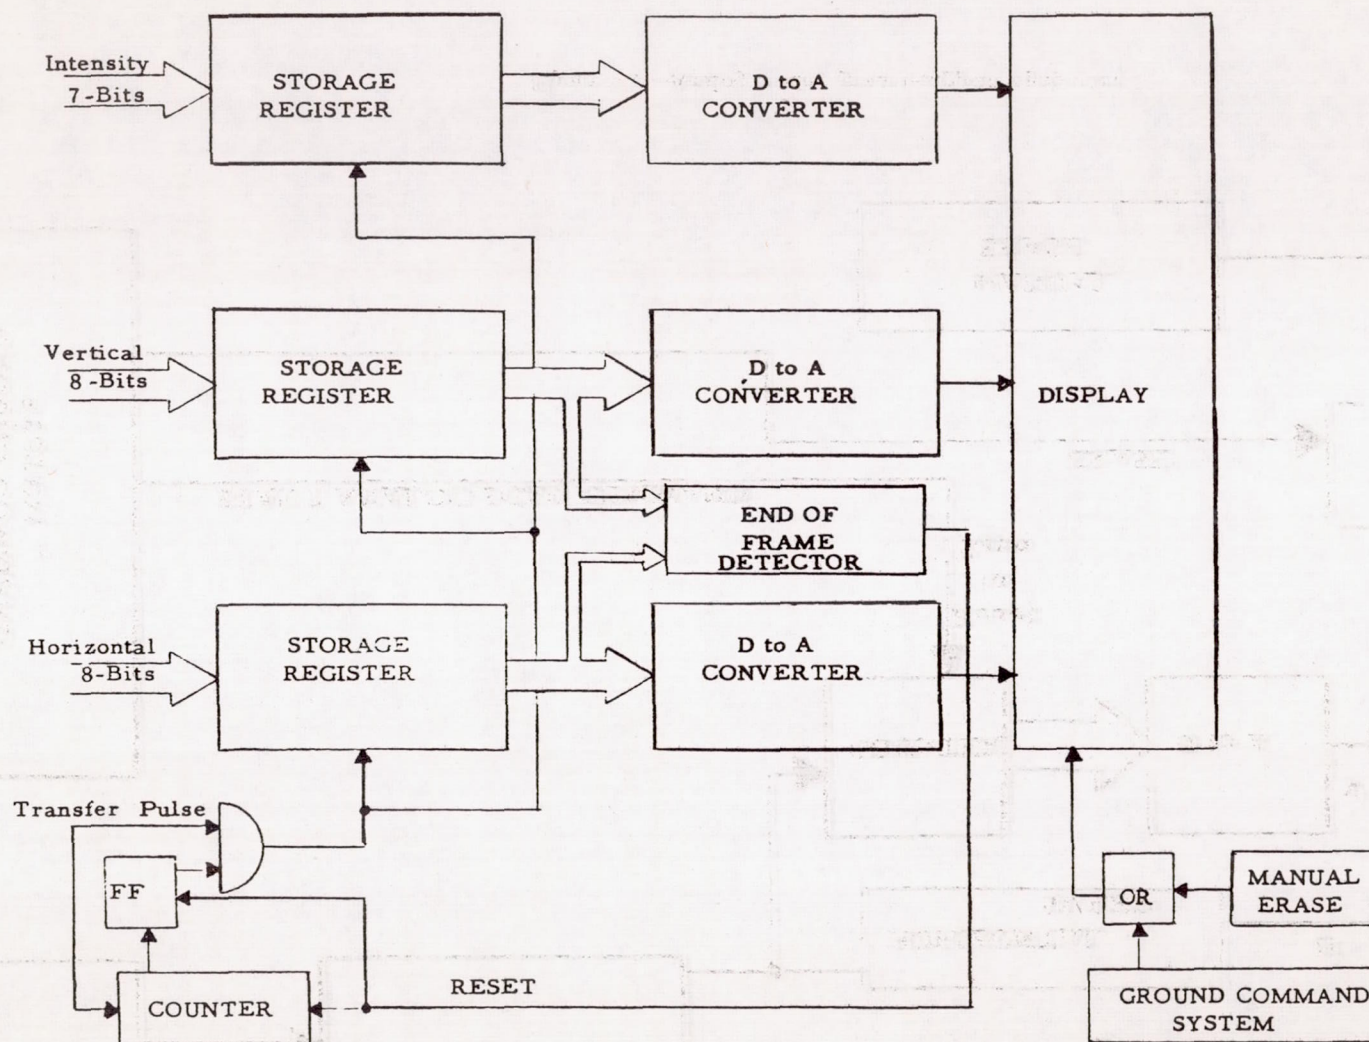 Intensity
7-Bits
STORAGE
REGISTER
D to A
CONVERTER
Vertical
8-Bits
STORAGE
REGISTER
D to A
CONVERTER
DISPLAY
END OF
FRAME
DETECTOR
Horizontal
8-Bits
STORAGE
REGISTER
D to A
CONVERTER
Transfer Pulse
FF
COUNTER
RESET
OR
MANUAL
ERASE
GROUND COMMAND
SYSTEM